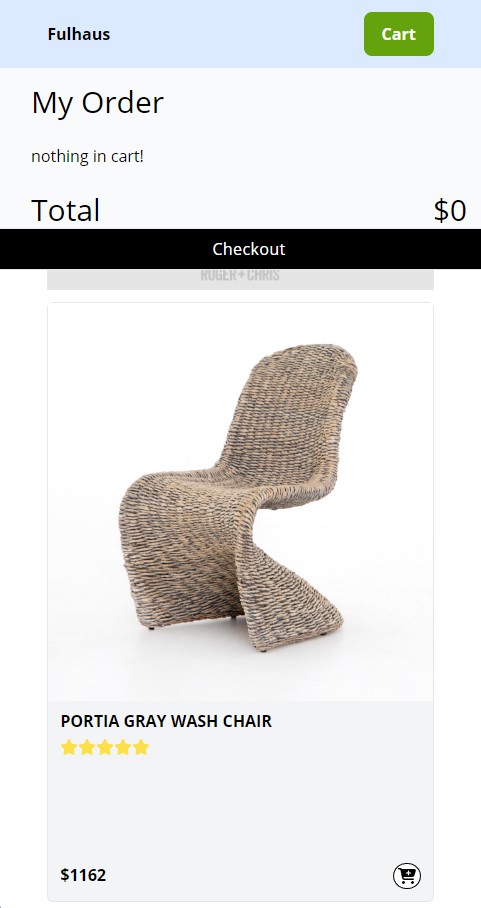 Fulhaus
Cart
My Order
nothing in cart!
Total
$0
Checkout
ROGER+CHRIS
PORTIA GRAY WASH CHAIR
$1162